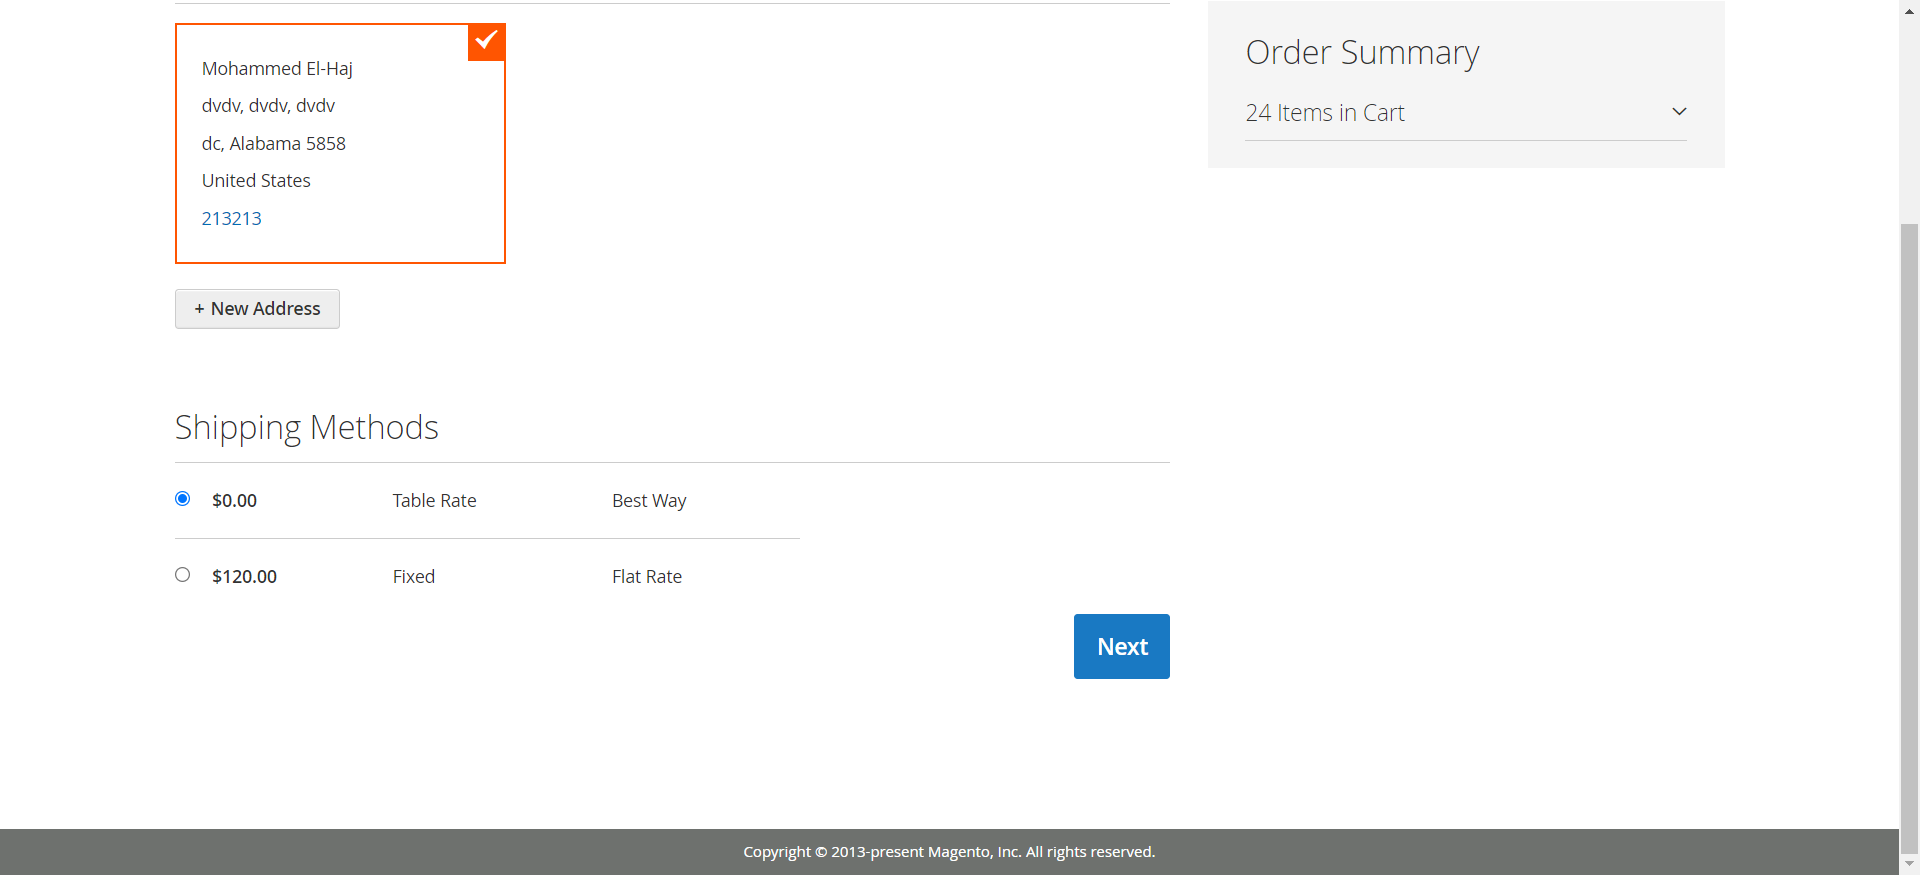 Mohammed El-Haj
dvdv, dvdv, dvdv
dc, Alabama 5858
United States
213213
+ New Address
Order Summary
24 Items in Cart
Shipping Methods
$0.00 Table Rate Best Way
$120.00 Fixed Flat Rate
Next
Copyright © 2013-present Magento, Inc. All rights reserved.